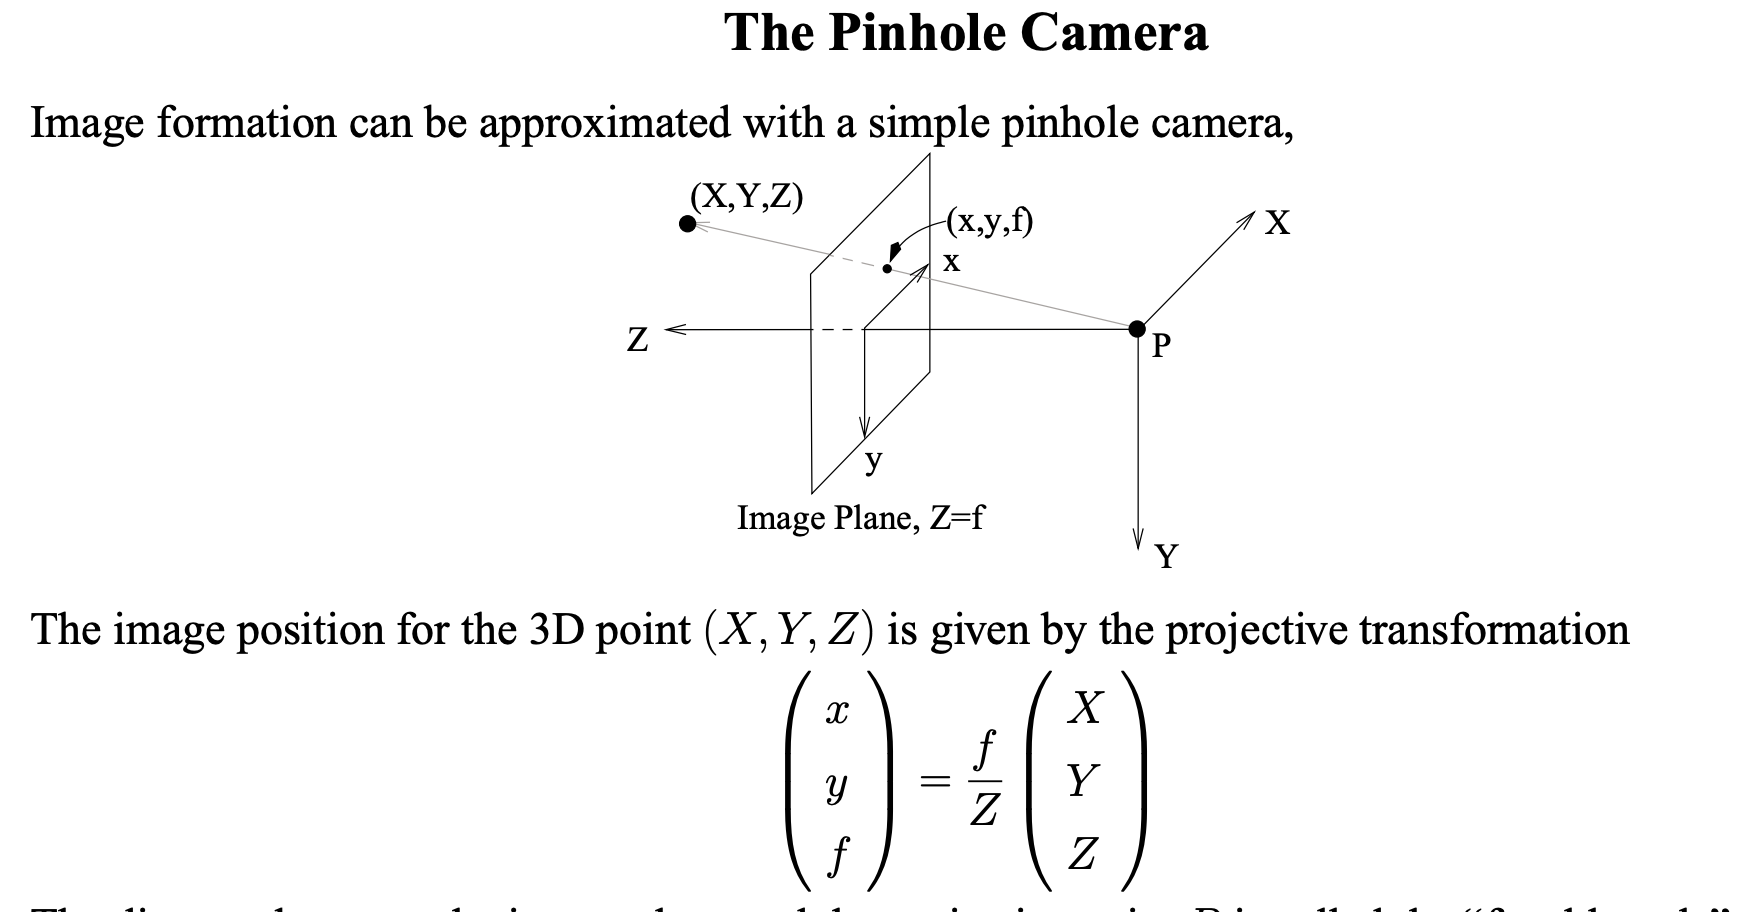 The Pinhole Camera
Image formation can be approximated with a simple pinhole camera,
(X,Y,Z)
(x,y,f)
X
x
Z
P
y
Image Plane, Z=f
Y
The image position for the 3D point (X, Y, Z) is given by the projective transformation
(x y f) = f/Z (X Y Z)